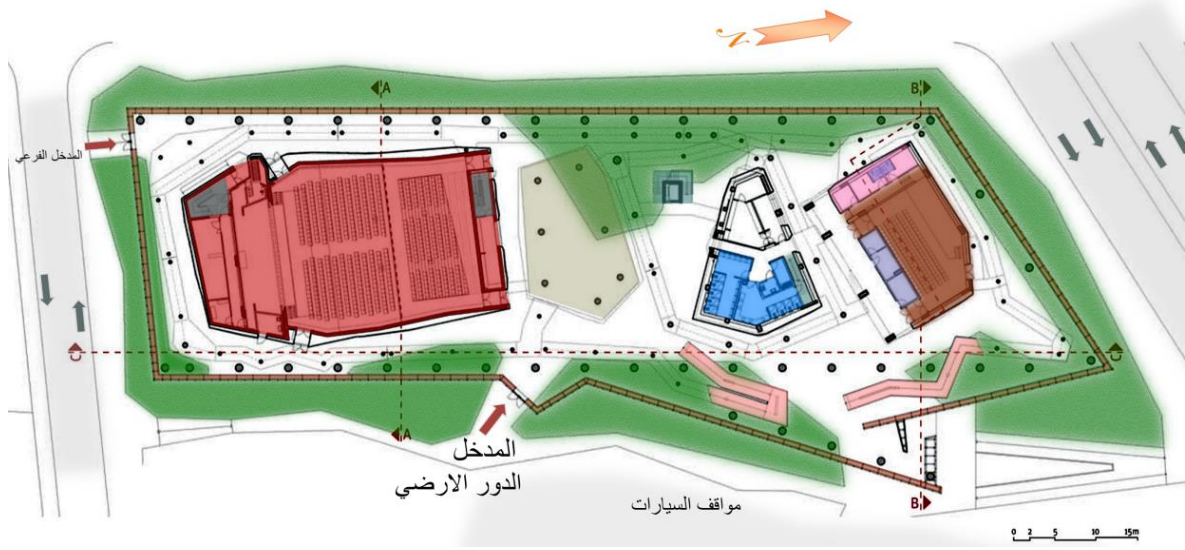 N
A
B
المدخل الفرعي
C
C
A
المدخل
الدور الارضي
مواقف السيارات
B
0 2 5 10 15m